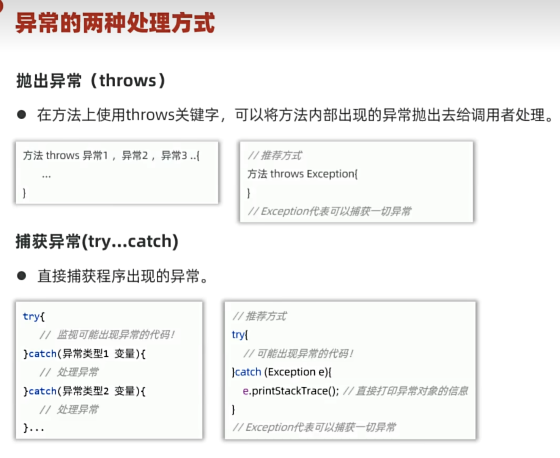 异常的两种处理方式
抛出异常（throws）
● 在方法上使用throws关键字，可以将方法内部出现的异常抛出去给调用者处理。
方法 throws 异常1 ，异常2 ，异常3 ..{
...
}
// 推荐方式
方法 throws Exception{
}
// Exception代表可以捕获一切异常
捕获异常(try...catch)
● 直接捕获程序出现的异常。
try{
// 监视可能出现异常的代码！
}catch(异常类型1 变量){
// 处理异常
}catch(异常类型2 变量){
// 处理异常
}...
// 推荐方式
try{
// 可能出现异常的代码！
}catch (Exception e){
e.printStackTrace(); // 直接打印异常对象的信息
}
// Exception代表可以捕获一切异常